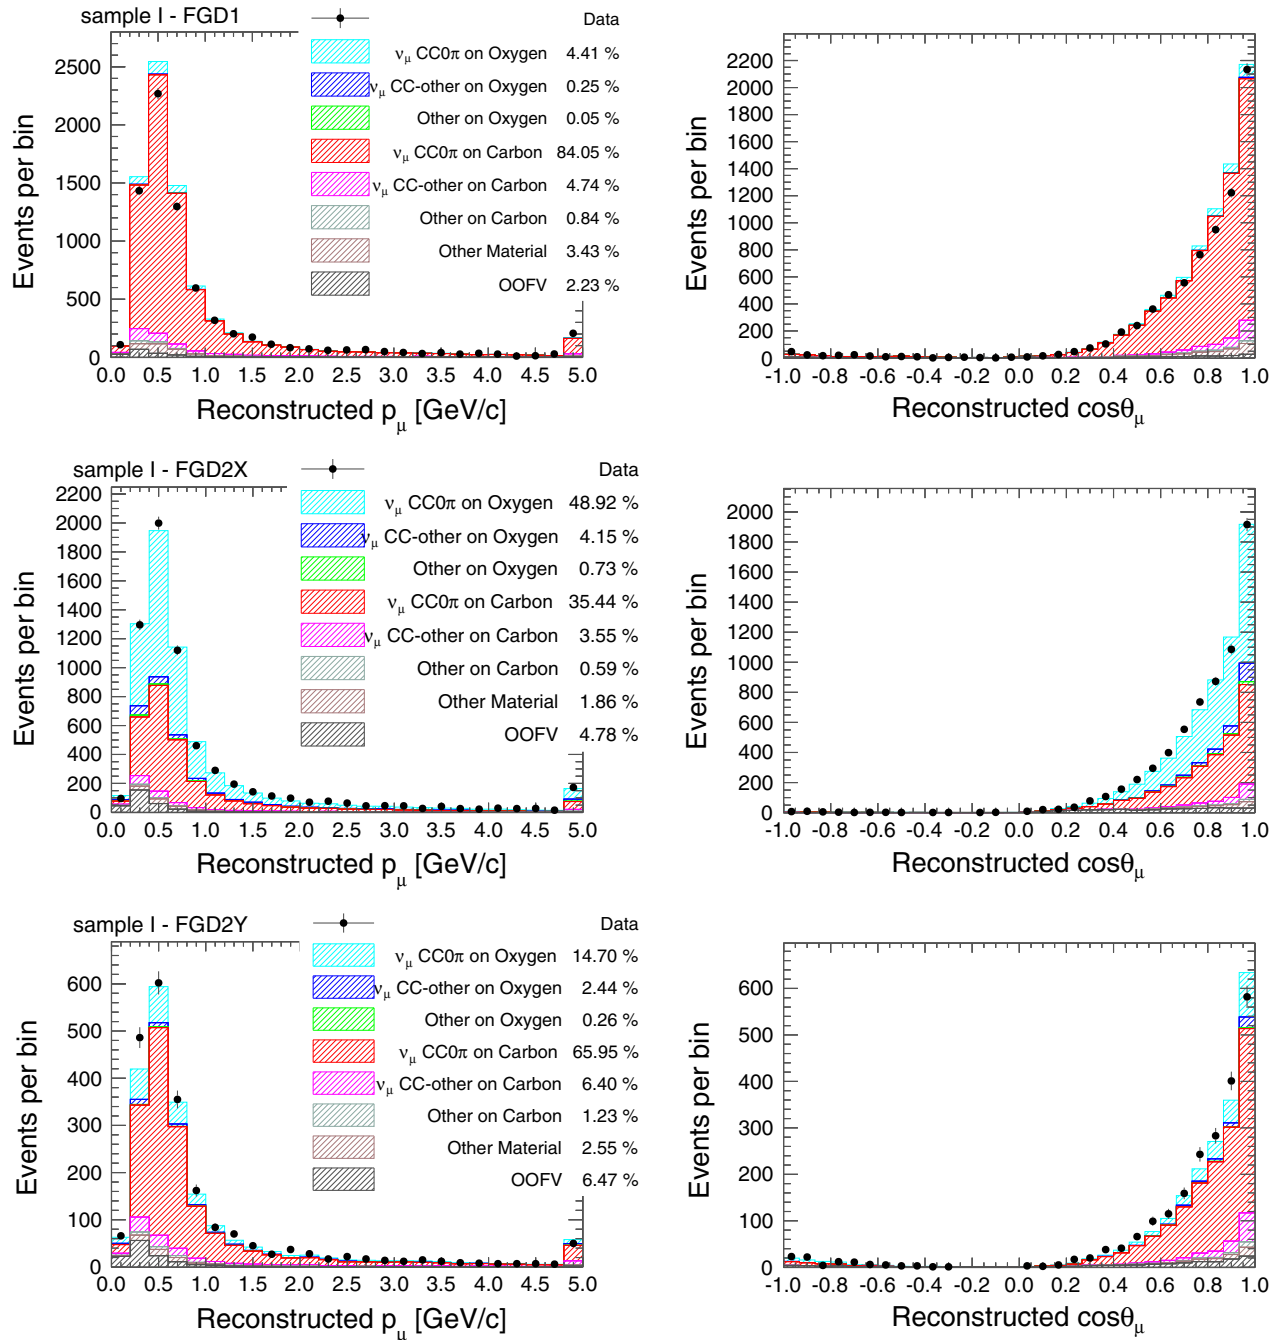 sample I - FGD1
Data
νμ CC0π on Oxygen 4.41 %
νμ CC-other on Oxygen 0.25 %
Other on Oxygen 0.05 %
νμ CC0π on Carbon 84.05 %
νμ CC-other on Carbon 4.74 %
Other on Carbon 0.84 %
Other Material 3.43 %
OOFV 2.23 %
Events per bin
2500
2000
1500
1000
500
0
0.0 0.5 1.0 1.5 2.0 2.5 3.0 3.5 4.0 4.5 5.0
Reconstructed pμ [GeV/c]
Events per bin
2200
2000
1800
1600
1400
1200
1000
800
600
400
200
0
-1.0 -0.8 -0.6 -0.4 -0.2 0.0 0.2 0.4 0.6 0.8 1.0
Reconstructed cosθμ
sample I - FGD2X
Data
νμ CC0π on Oxygen 48.92 %
νμ CC-other on Oxygen 4.15 %
Other on Oxygen 0.73 %
νμ CC0π on Carbon 35.44 %
νμ CC-other on Carbon 3.55 %
Other on Carbon 0.59 %
Other Material 1.86 %
OOFV 4.78 %
Events per bin
2200
2000
1800
1600
1400
1200
1000
800
600
400
200
0
0.0 0.5 1.0 1.5 2.0 2.5 3.0 3.5 4.0 4.5 5.0
Reconstructed pμ [GeV/c]
Events per bin
2000
1800
1600
1400
1200
1000
800
600
400
200
0
-1.0 -0.8 -0.6 -0.4 -0.2 0.0 0.2 0.4 0.6 0.8 1.0
Reconstructed cosθμ
sample I - FGD2Y
Data
νμ CC0π on Oxygen 14.70 %
νμ CC-other on Oxygen 2.44 %
Other on Oxygen 0.26 %
νμ CC0π on Carbon 65.95 %
νμ CC-other on Carbon 6.40 %
Other on Carbon 1.23 %
Other Material 2.55 %
OOFV 6.47 %
Events per bin
600
500
400
300
200
100
0
0.0 0.5 1.0 1.5 2.0 2.5 3.0 3.5 4.0 4.5 5.0
Reconstructed pμ [GeV/c]
Events per bin
600
500
400
300
200
100
0
-1.0 -0.8 -0.6 -0.4 -0.2 0.0 0.2 0.4 0.6 0.8 1.0
Reconstructed cosθμ